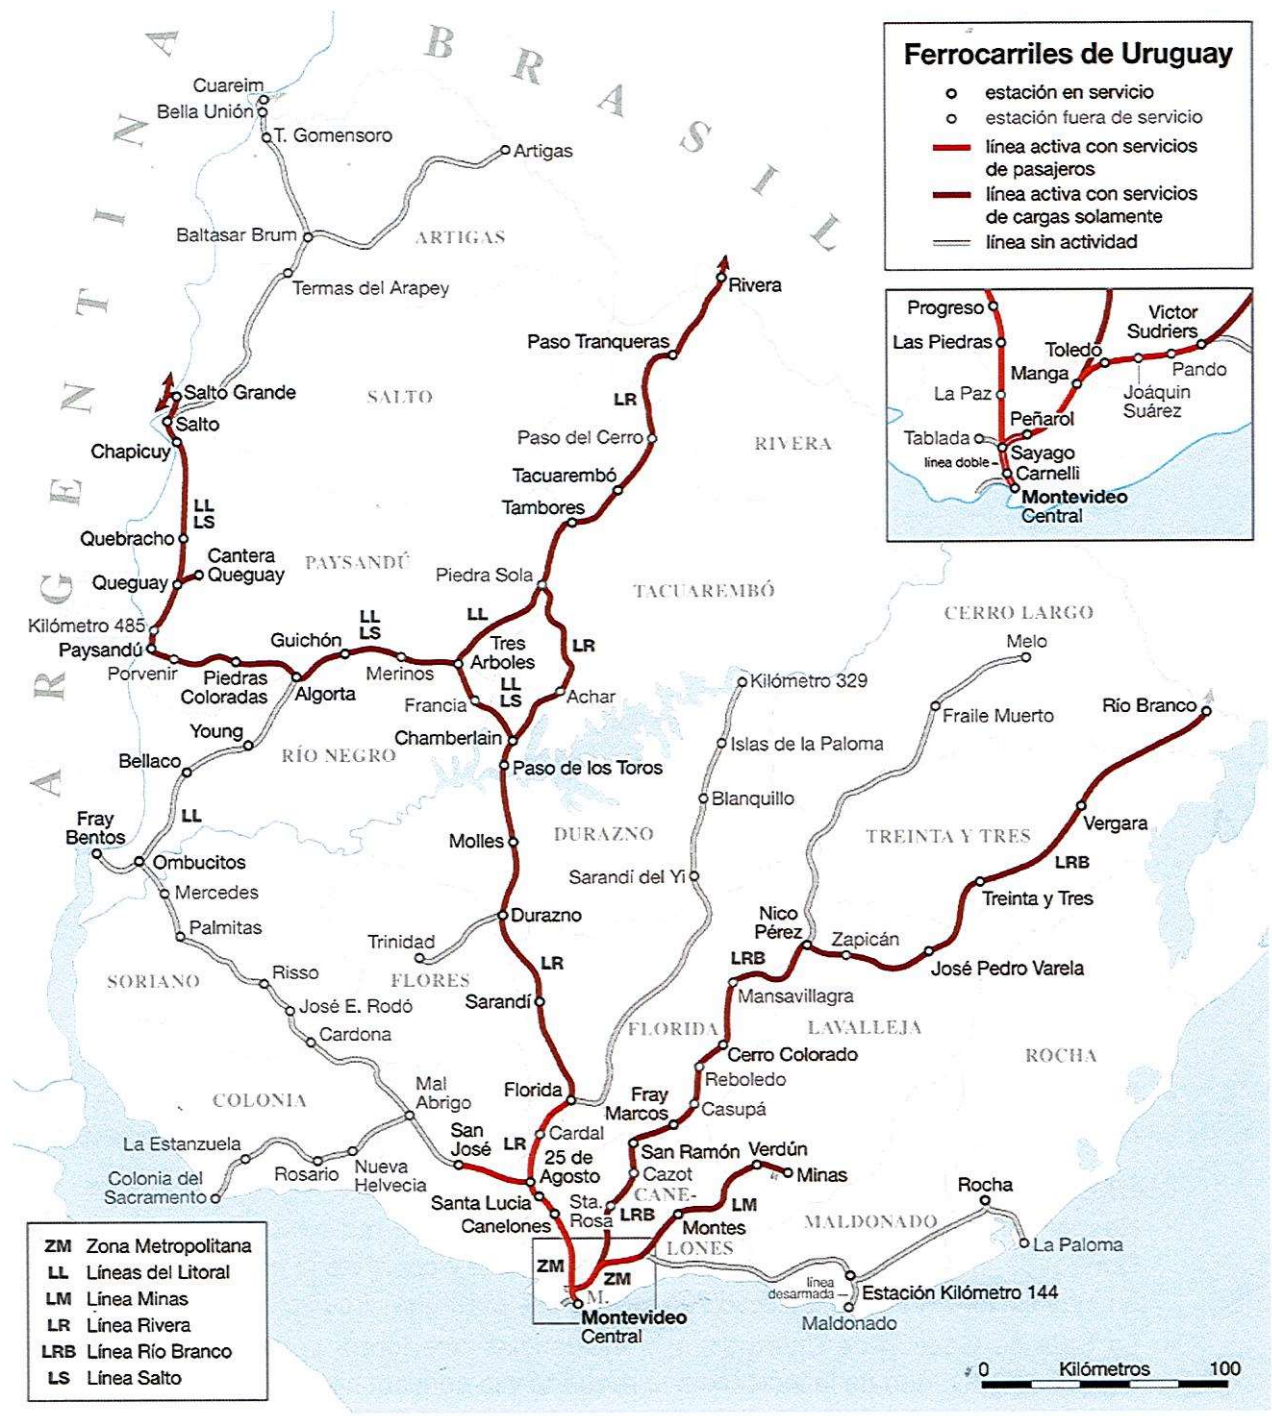 ARGENTINA
BRASIL
Ferrocarriles de Uruguay
estación en servicio
estación fuera de servicio
línea activa con servicios
de pasajeros
línea activa con servicios
de cargas solamente
línea sin actividad
Cuareim
Bella Unión
T. Gomensoro
Artigas
Baltasar Brum
ARTIGAS
Termas del Arapey
Rivera
Paso Tranqueras
Salto Grande
SALTO
LR
Salto
Chapicuy
Paso del Cerro
RIVERA
Tacuarembó
Tambores
LL
LS
Quebracho
Cantera
Queguay
Queguay
PAYSANDÚ
Piedra Sola
TACUAREMBÓ
Kilómetro 485
Paysandú
Porvenir
Piedras
Coloradas
Guichón
LL
LS
Merinos
Algorta
LL
Tres
Arboles
LR
LL
LS
Francia
Achar
Chamberlain
Paso de los Toros
Young
RÍO NEGRO
Bellaco
LL
Fray
Bentos
Ombucitos
Mercedes
Palmitas
Molles
DURAZNO
Durazno
Trinidad
FLORES
SORIANO
Risso
José E. Rodó
Cardona
LR
Sarandí
Kilómetro 329
Islas de la Paloma
Blanquillo
Sarandí del Yi
CERRO LARGO
Melo
Fraile Muerto
Río Branco
TREINTA Y TRES
Vergara
LRB
Treinta y Tres
Nico
Pérez
Zapicán
José Pedro Varela
LRB
Mansavillagra
FLORIDA
LAVALLEJA
ROCHA
Cerro Colorado
Reboledo
Fray
Marcos
Casupá
Florida
COLONIA
Mal
Abrigo
La Estanzuela
Colonia del
Sacramento
Rosario
Nueva
Helvecia
San
José
LR
Cardal
25 de
Agosto
Santa Lucia
Canelones
San Ramón
Cazot
Sta.
Rosa
LRB
CANE-
LONES
Verdún
Minas
LM
Montes
MALDONADO
Rocha
La Paloma
línea
desarmada
Estación Kilómetro 144
Maldonado
ZM
ZM
M.
Montevideo
Central
Progreso
Las Piedras
La Paz
Tablada
línea doble
Victor
Sudriers
Toledo
Manga
Pando
Joáquin
Suárez
Peñarol
Sayago
Carnelli
Montevideo
Central
ZM Zona Metropolitana
LL Líneas del Litoral
LM Línea Minas
LR Línea Rivera
LRB Línea Río Branco
LS Línea Salto
0 Kilómetros 100